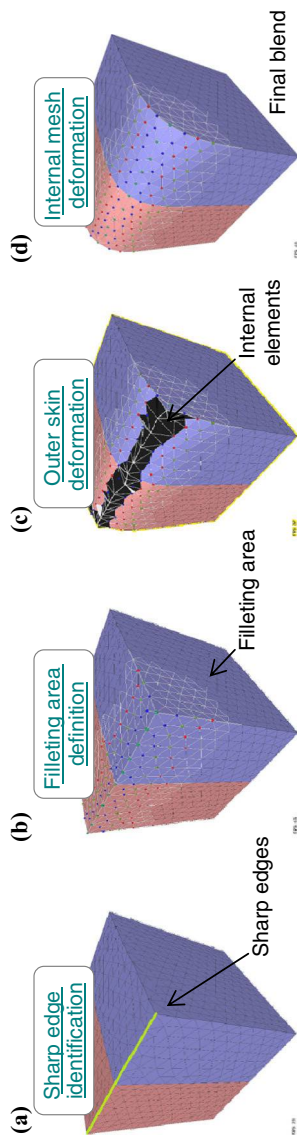 (a)
Sharp edge
identification
Sharp edges
(b)
Filleting area
definition
Filleting area
(c)
Outer skin
deformation
Internal
elements
(d)
Internal mesh
deformation
Final blend